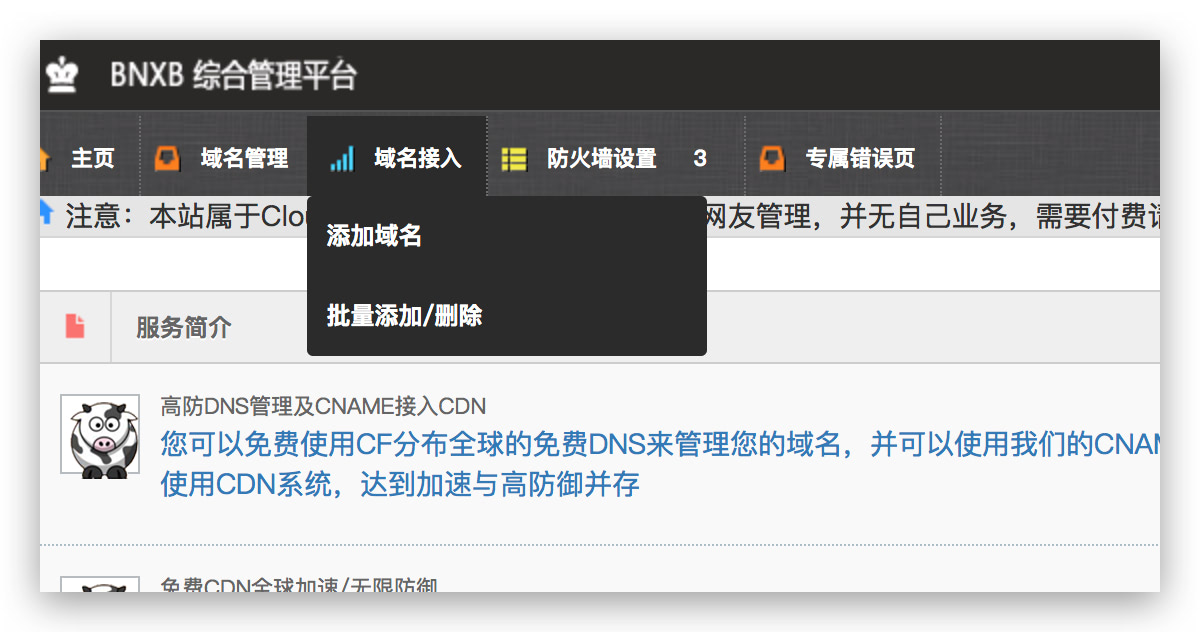 BNXB 综合管理平台
主页 域名管理 域名接入 防火墙设置 3 专属错误页
注意：本站属于Clou 网友管理，并无自己业务，需要付费
添加域名
批量添加/删除
服务简介
高防DNS管理及CNAME接入CDN
您可以免费使用CF分布全球的免费DNS来管理您的域名，并可以使用我们的CNAM
使用CDN系统，达到加速与高防御并存
免费CDN全球加速/无限防御